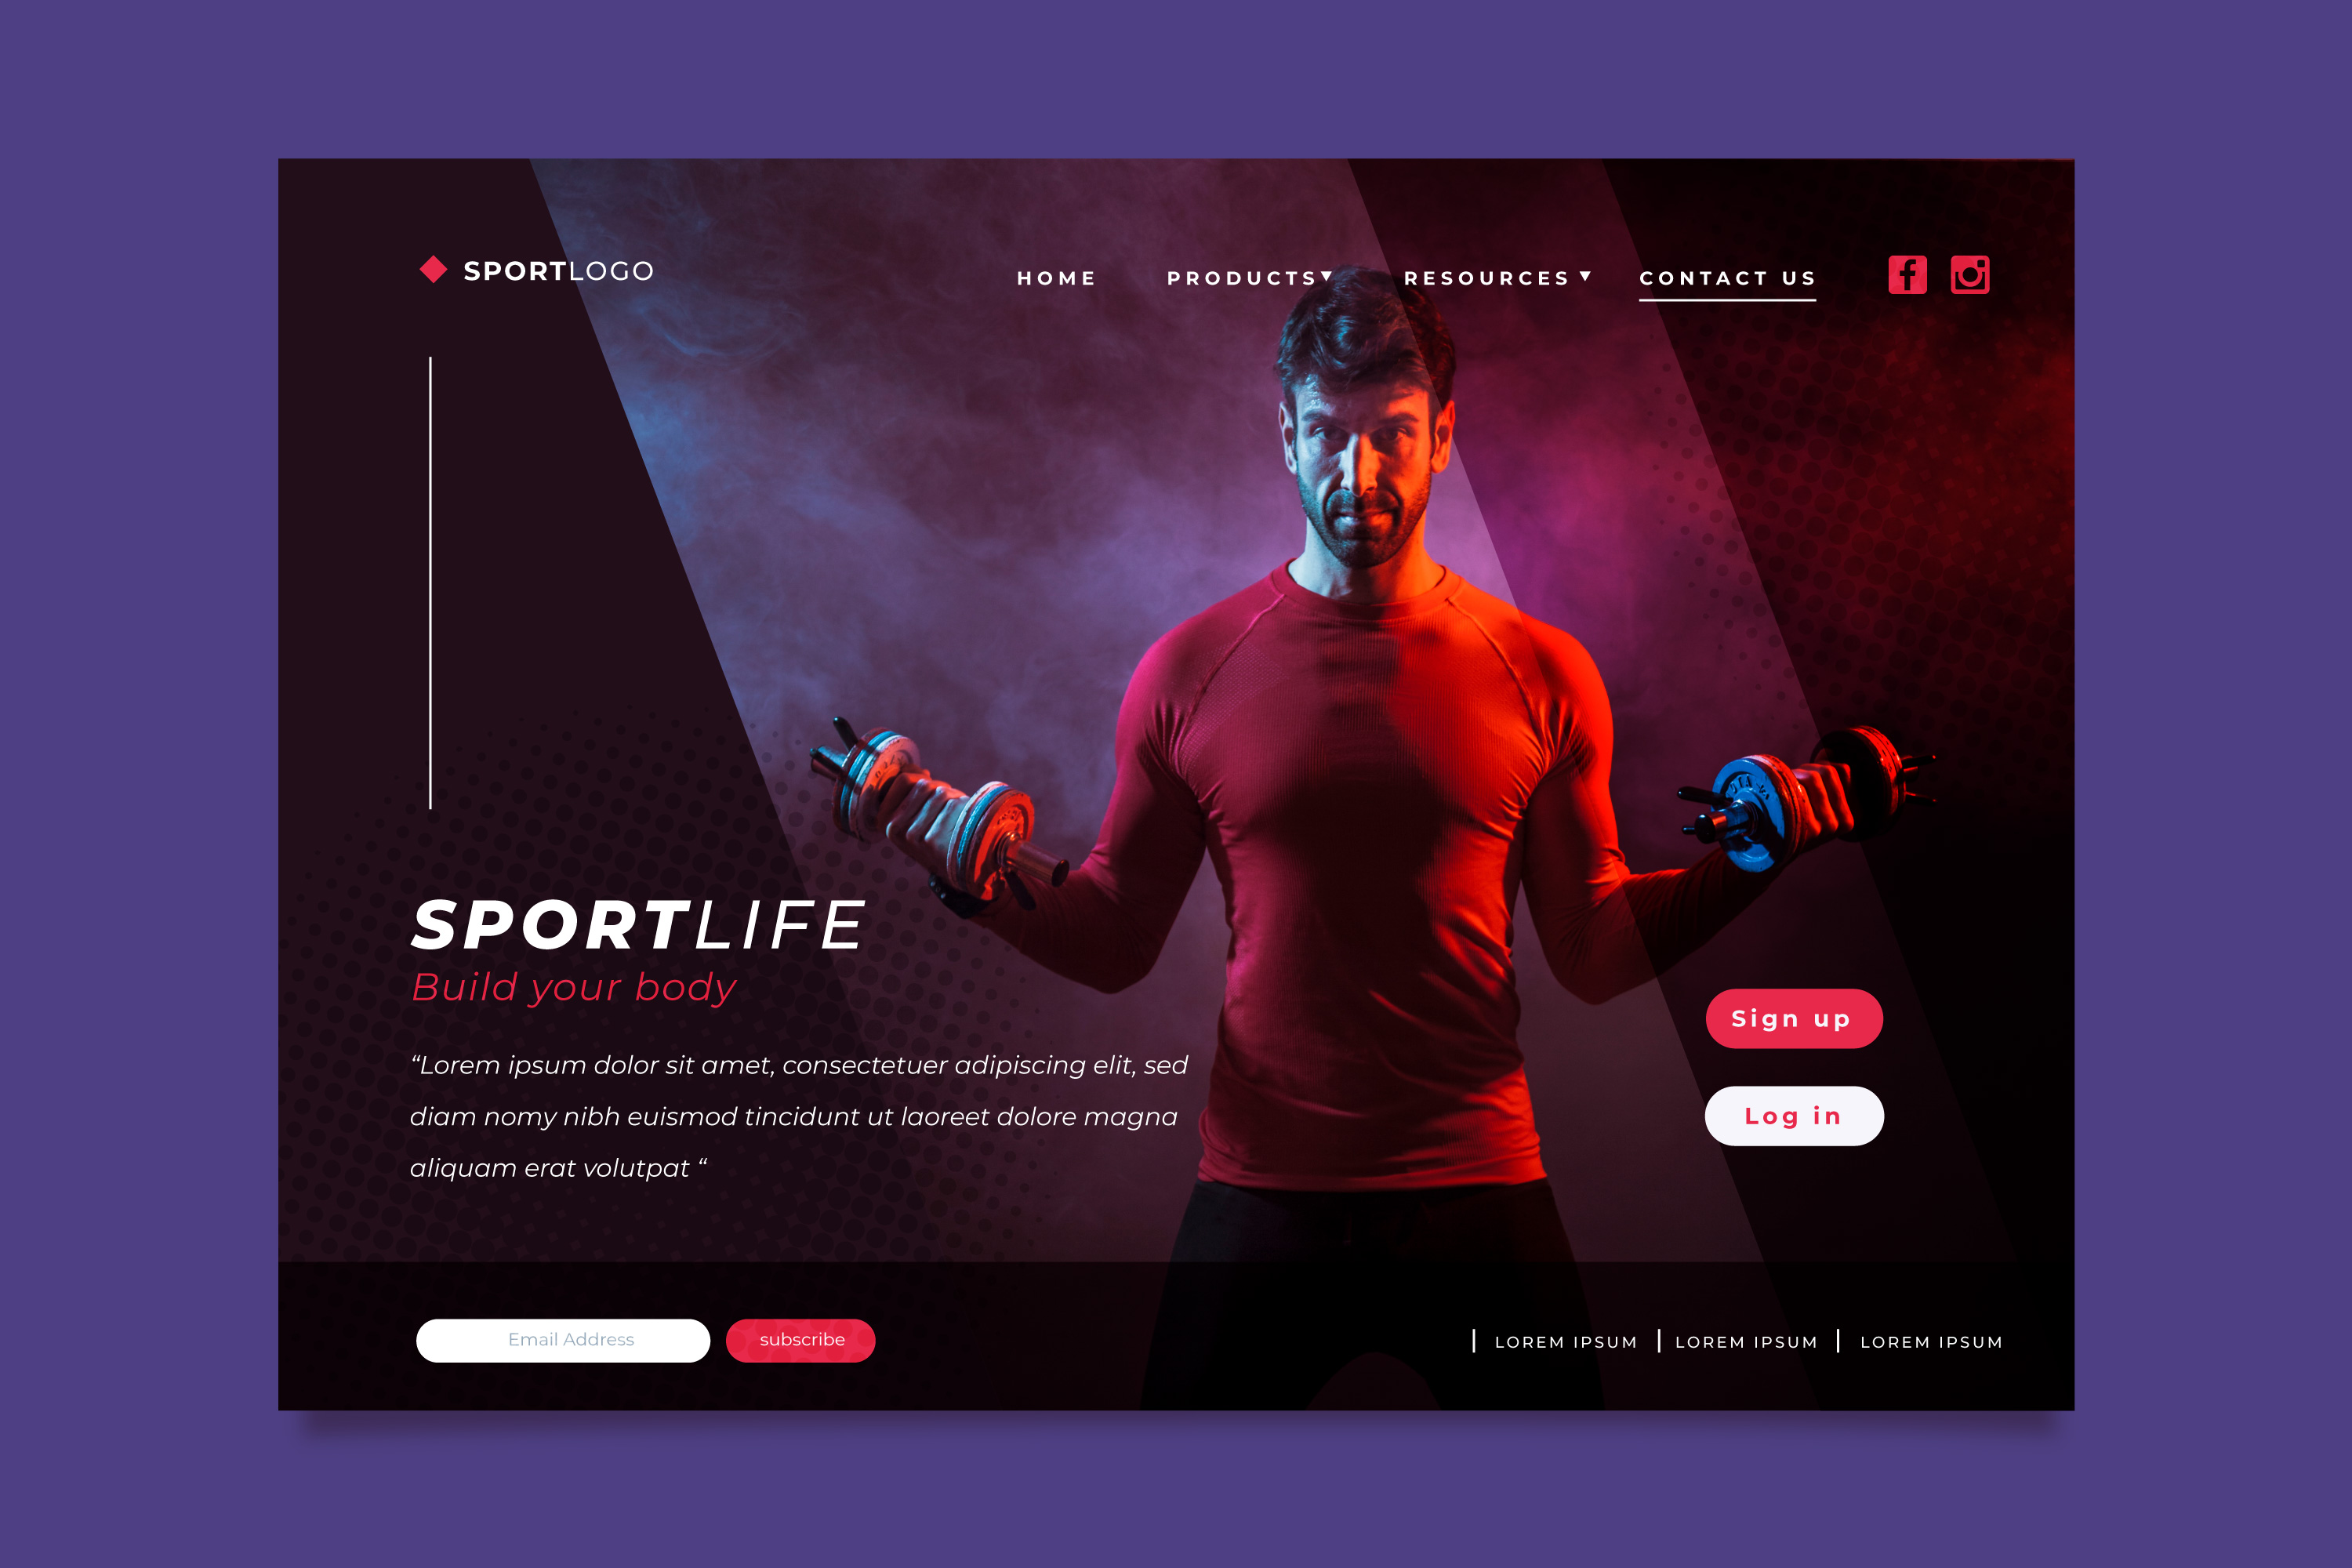 SPORTLOGO
HOME PRODUCTS RESOURCES CONTACT US
SPORTLIFE
Build your body
“Lorem ipsum dolor sit amet, consectetuer adipiscing elit, sed
diam nomy nibh euismod tincidunt ut laoreet dolore magna
aliquam erat volutpat “
Sign up
Log in
Email Address subscribe
LOREM IPSUM LOREM IPSUM LOREM IPSUM